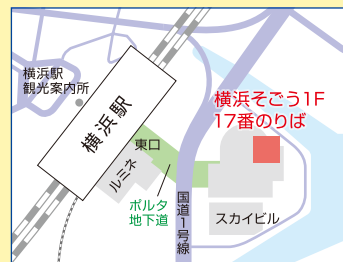 横浜駅
観光案内所
横浜駅
東口
ルミネ
ポルタ
地下道
国道1号線
横浜そごう1F
17番のりば
スカイビル